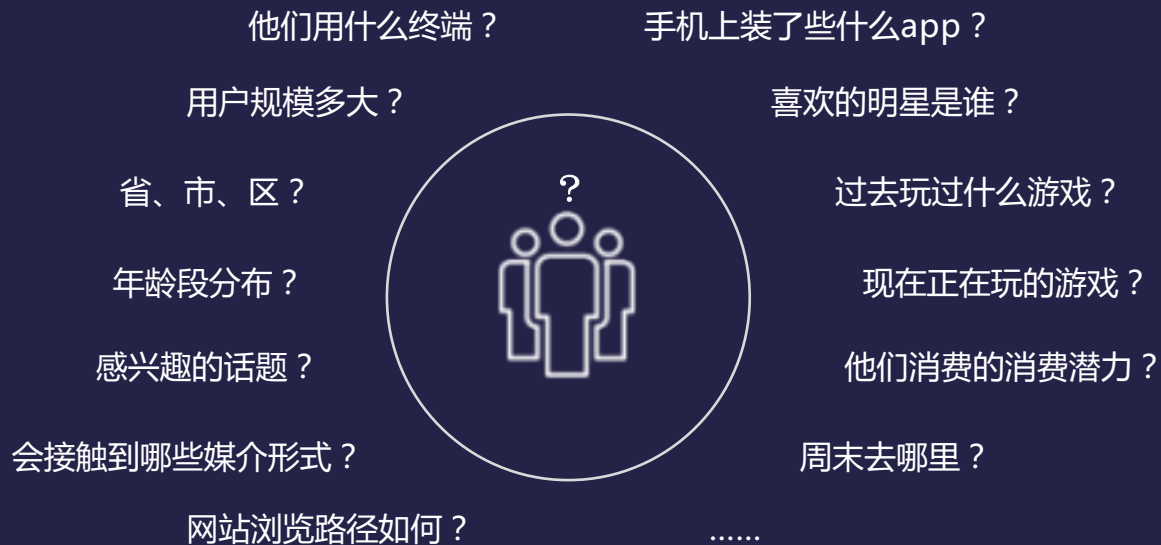 他们用什么终端？ 手机上装了些什么app？
用户规模多大？ 喜欢的明星是谁？
省、市、区？ ？ 过去玩过什么游戏？
年龄段分布？ 现在正在玩的游戏？
感兴趣的话题？ 他们消费的消费潜力？
会接触到哪些媒介形式？ 周末去哪里？
网站浏览路径如何？ ……